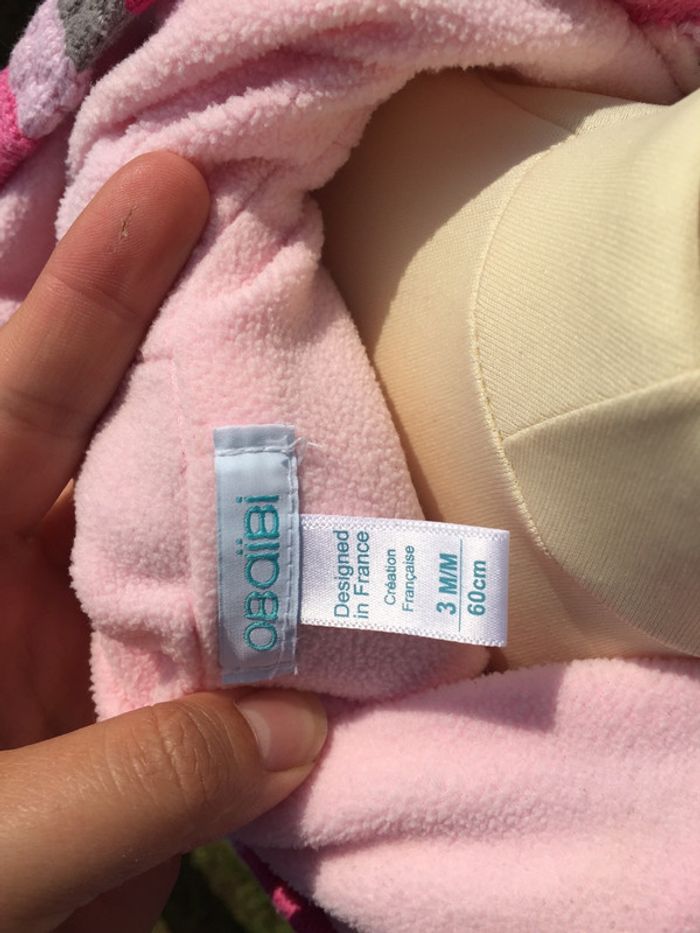 OBaïBi
Designed
in France
Création
Française
3 M/M
60cm